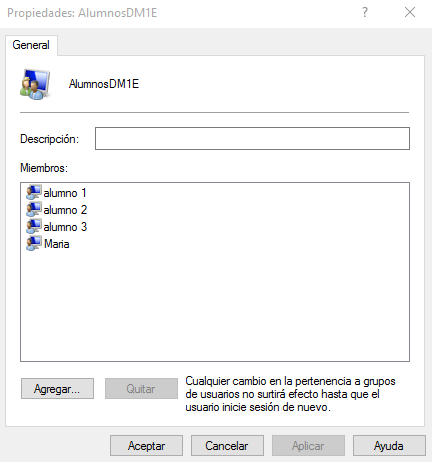 Propiedades: AlumnosDM1E
?
General
AlumnosDM1E
Descripción:
Miembros:
alumno 1
alumno 2
alumno 3
Maria
Agregar...
Quitar
Cualquier cambio en la pertenencia a grupos
de usuarios no surtirá efecto hasta que el
usuario inicie sesión de nuevo.
Aceptar
Cancelar
Aplicar
Ayuda